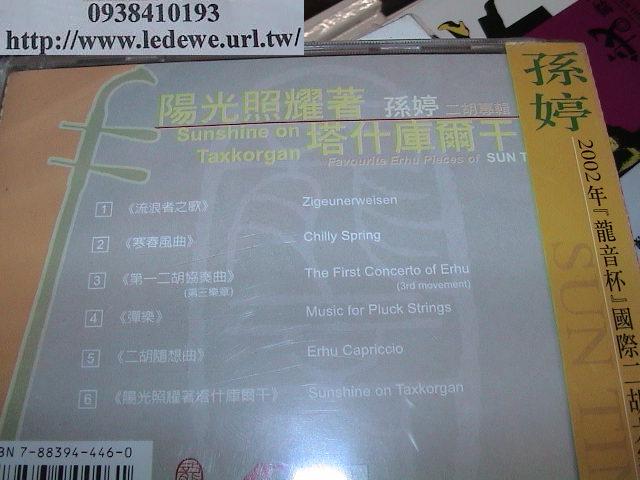 0938410193
http://www.ledewe.url.tw/
陽光照耀著 孫婷 二胡專輯
Sunshine on 塔什庫爾干
Taxkorgan Favourite Erhu Pieces of SUN T
1 《流浪者之歌》 Zigeunerweisen
2 《寒春風曲》 Chilly Spring
3 《第一二胡協奏曲》 The First Concerto of Erhu
(第三樂章) (3rd movement)
4 《彈樂》 Music for Pluck Strings
5 《二胡隨想曲》 Erhu Capriccio
6 《陽光照耀著塔什庫爾干》 Sunshine on Taxkorgan
BN 7-88394-446-0
孫婷
2002年『龍音杯』國際二胡
SUN TIN